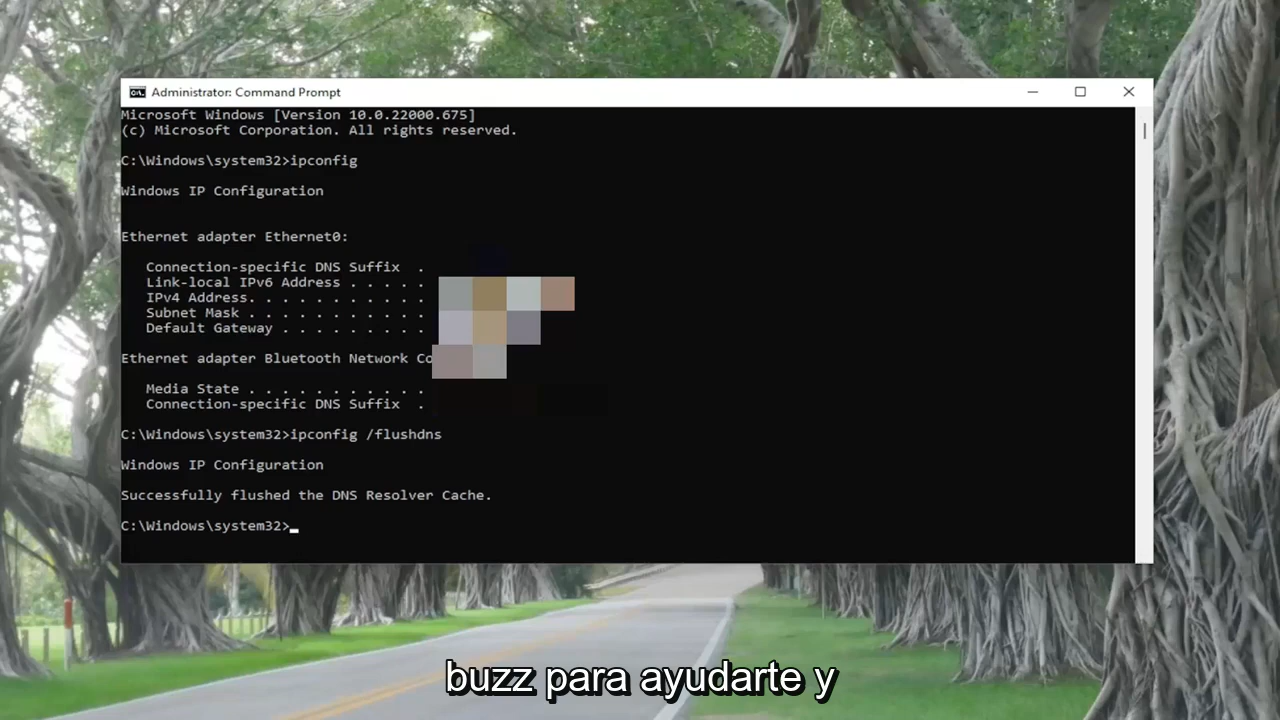 Administrator: Command Prompt
Microsoft Windows [Version 10.0.22000.675]
(c) Microsoft Corporation. All rights reserved.
C:\Windows\system32>ipconfig
Windows IP Configuration
Ethernet adapter Ethernet0:
Connection-specific DNS Suffix .
Link-local IPv6 Address . . . . .
IPv4 Address. . . . . . . . . . .
Subnet Mask . . . . . . . . . . .
Default Gateway . . . . . . . . .
Ethernet adapter Bluetooth Network Co
Media State . . . . . . . . . . .
Connection-specific DNS Suffix .
C:\Windows\system32>ipconfig /flushdns
Windows IP Configuration
Successfully flushed the DNS Resolver Cache.
C:\Windows\system32>
buzz para ayudarte y